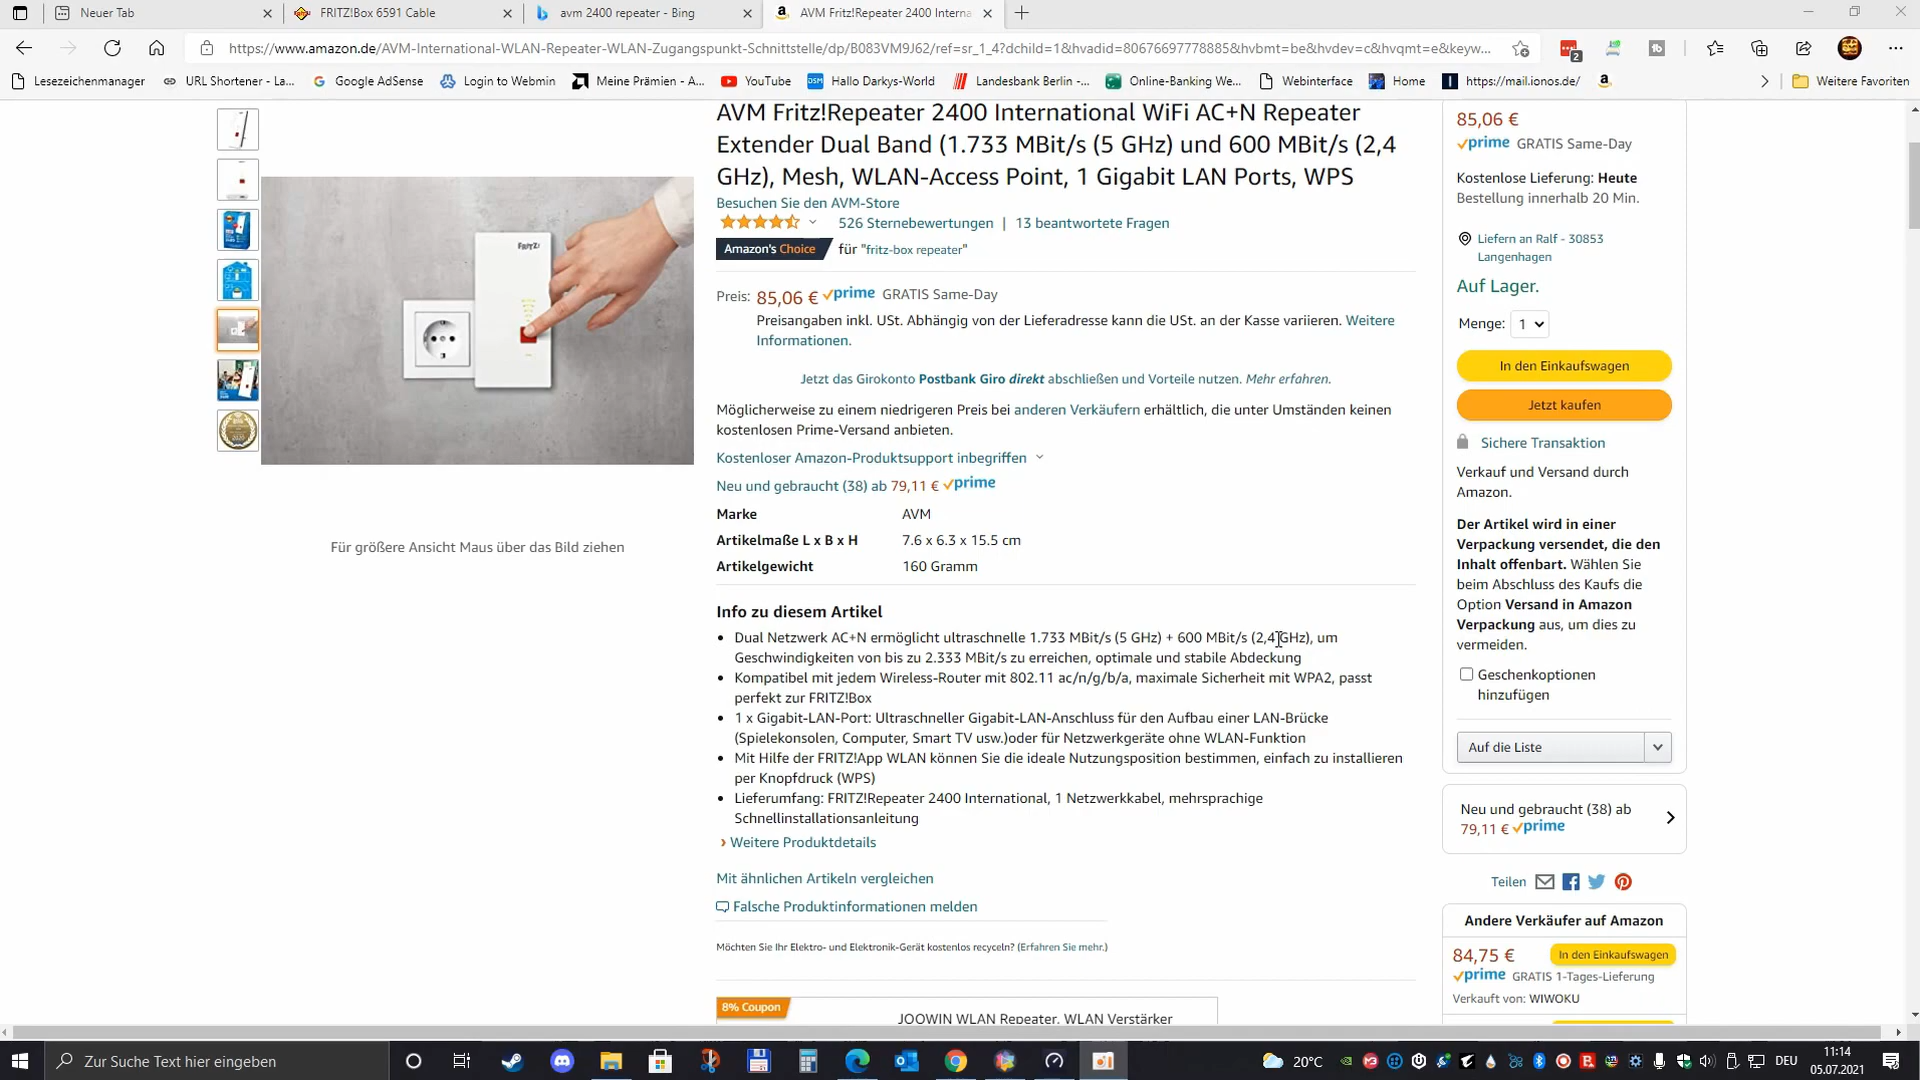 Neuer Tab
FRITZ!Box 6591 Cable
avm 2400 repeater - Bing
AVM Fritz!Repeater 2400 Interna
https://www.amazon.de/AVM-International-WLAN-Repeater-WLAN-Zugangspunkt-Schnittstelle/dp/B083VM9J62/ref=sr_1_4?dchild=1&hvadid=80676697778885&hvbmt=be&hvdev=c&hvqmt=e&keyw...
2
Lesezeichenmanager
URL Shortener - La...
Google AdSense
Login to Webmin
Meine Prämien - A...
YouTube
Hallo Darkys-World
Landesbank Berlin -...
Online-Banking We...
Webinterface
Home
https://mail.ionos.de/
Weitere Favoriten
AVM Fritz!Repeater 2400 International WiFi AC+N Repeater
Extender Dual Band (1.733 MBit/s (5 GHz) und 600 MBit/s (2,4
GHz), Mesh, WLAN-Access Point, 1 Gigabit LAN Ports, WPS
Besuchen Sie den AVM-Store
526 Sternebewertungen | 13 beantwortete Fragen
Amazon's Choice für "fritz-box repeater"
FRITZ!
Für größere Ansicht Maus über das Bild ziehen
Preis: 85,06 € prime GRATIS Same-Day
Preisangaben inkl. USt. Abhängig von der Lieferadresse kann die USt. an der Kasse variieren. Weitere
Informationen.
Jetzt das Girokonto Postbank Giro direkt abschließen und Vorteile nutzen. Mehr erfahren.
Möglicherweise zu einem niedrigeren Preis bei anderen Verkäufern erhältlich, die unter Umständen keinen
kostenlosen Prime-Versand anbieten.
Kostenloser Amazon-Produktsupport inbegriffen
Neu und gebraucht (38) ab 79,11 € prime
Marke AVM
Artikelmaße L x B x H 7.6 x 6.3 x 15.5 cm
Artikelgewicht 160 Gramm
Info zu diesem Artikel
• Dual Netzwerk AC+N ermöglicht ultraschnelle 1.733 MBit/s (5 GHz) + 600 MBit/s (2,4 GHz), um
Geschwindigkeiten von bis zu 2.333 MBit/s zu erreichen, optimale und stabile Abdeckung
• Kompatibel mit jedem Wireless-Router mit 802.11 ac/n/g/b/a, maximale Sicherheit mit WPA2, passt
perfekt zur FRITZ!Box
• 1 x Gigabit-LAN-Port: Ultraschneller Gigabit-LAN-Anschluss für den Aufbau einer LAN-Brücke
(Spielekonsolen, Computer, Smart TV usw.)oder für Netzwerkgeräte ohne WLAN-Funktion
• Mit Hilfe der FRITZ!App WLAN können Sie die ideale Nutzungsposition bestimmen, einfach zu installieren
per Knopfdruck (WPS)
• Lieferumfang: FRITZ!Repeater 2400 International, 1 Netzwerkkabel, mehrsprachige
Schnellinstallationsanleitung
› Weitere Produktdetails
Mit ähnlichen Artikeln vergleichen
Falsche Produktinformationen melden
Möchten Sie Ihr Elektro- und Elektronik-Gerät kostenlos recyceln? (Erfahren Sie mehr.)
8% Coupon
JOOWIN WLAN Repeater, WLAN Verstärker
85,06 €
prime GRATIS Same-Day
Kostenlose Lieferung: Heute
Bestellung innerhalb 20 Min.
Liefern an Ralf - 30853
Langenhagen
Auf Lager.
Menge: 1
In den Einkaufswagen
Jetzt kaufen
Sichere Transaktion
Verkauf und Versand durch
Amazon.
Der Artikel wird in einer
Verpackung versendet, die den
Inhalt offenbart. Wählen Sie
beim Abschluss des Kaufs die
Option Versand in Amazon
Verpackung aus, um dies zu
vermeiden.
Geschenkoptionen
hinzufügen
Auf die Liste
Neu und gebraucht (38) ab
79,11 € prime
Teilen
Andere Verkäufer auf Amazon
84,75 € In den Einkaufswagen
prime GRATIS 1-Tages-Lieferung
Verkauft von: WIWOKU
Zur Suche Text hier eingeben
20°C
DEU
11:14
05.07.2021